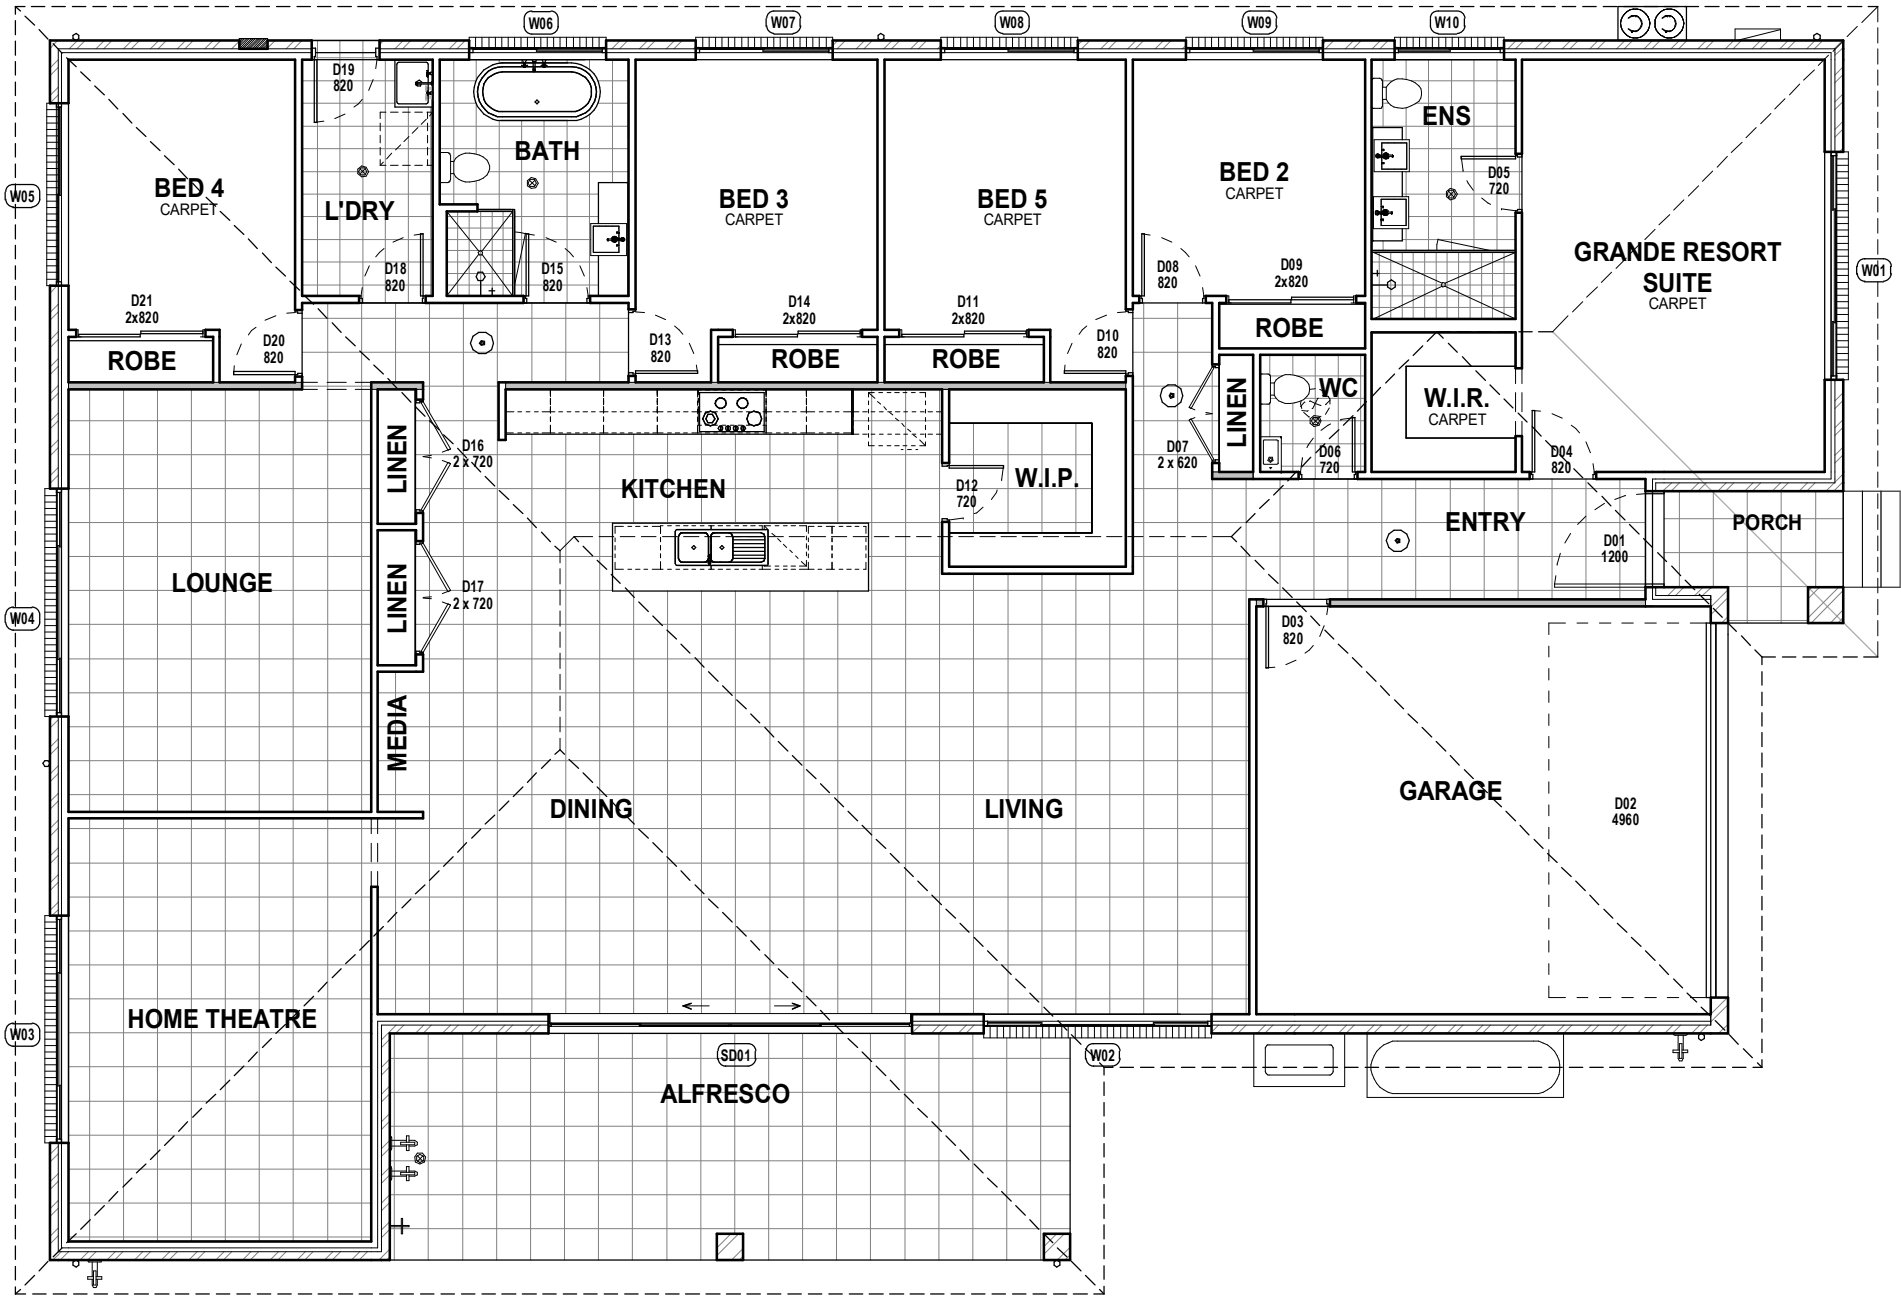 W06
W07
W08
W09
W10
D19
820
BATH
ENS
W05
BED 4
CARPET
L'DRY
BED 3
CARPET
BED 5
CARPET
BED 2
CARPET
D05
720
GRANDE RESORT
SUITE
CARPET
W01
D18
820
D15
820
D08
820
D09
2x820
D21
2x820
D14
2x820
D11
2x820
D20
820
D13
820
D10
820
ROBE
ROBE
ROBE
ROBE
WC
W.I.R.
CARPET
LINEN
LINEN
D16
2 x 720
D07
2 x 620
D06
720
D04
820
KITCHEN
D12
720
W.I.P.
ENTRY
PORCH
D01
1200
LOUNGE
LINEN
D17
2 x 720
W04
D03
820
MEDIA
DINING
LIVING
GARAGE
D02
4960
HOME THEATRE
W03
SD01
W02
ALFRESCO